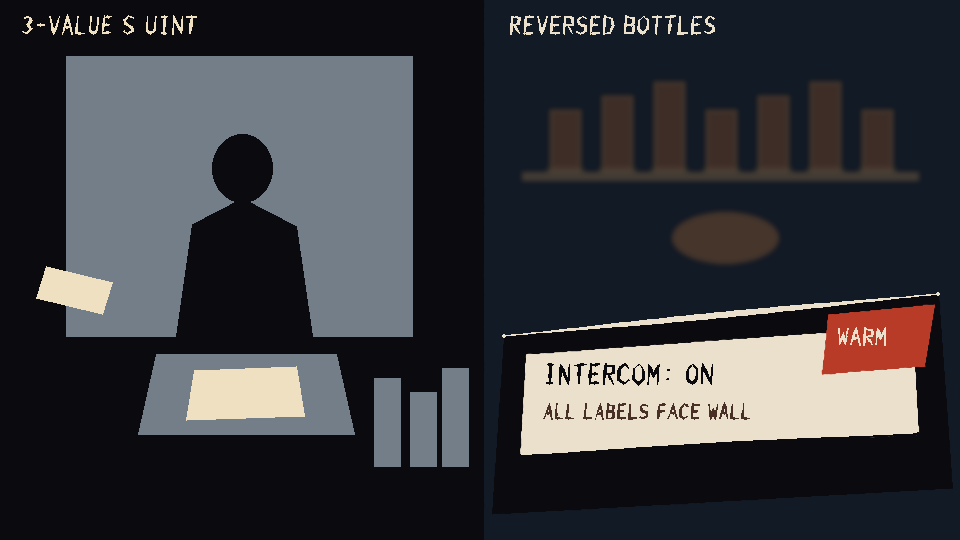 3-VALUE S UINT
REVERSED BOTTLES
WARM
INTERCOM: ON
ALL LABELS FACE WALL